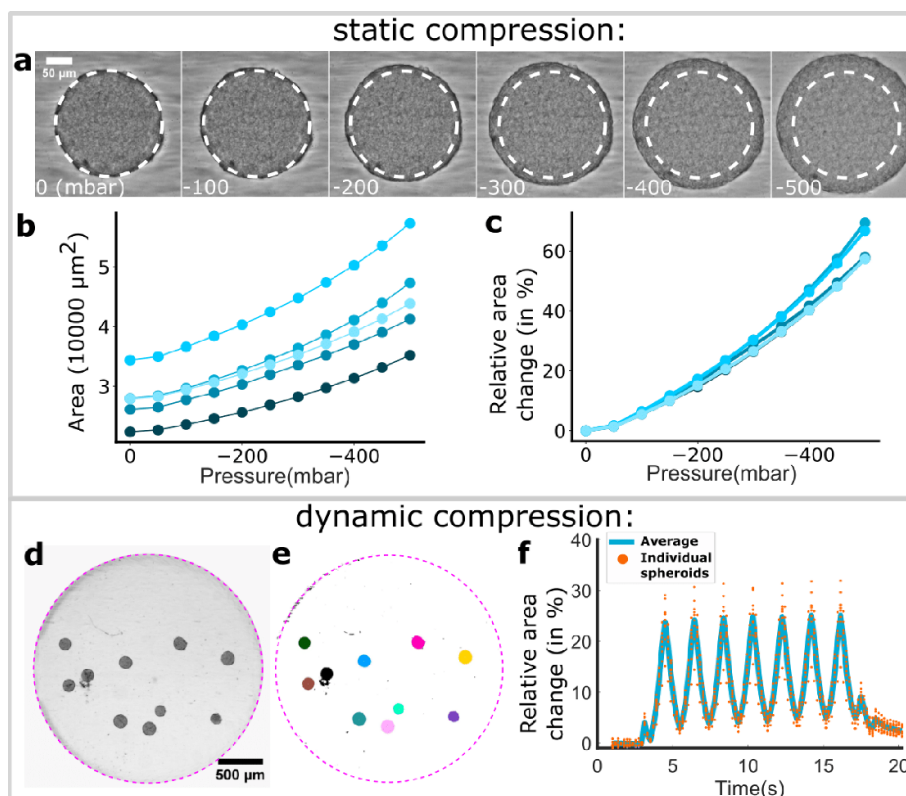 static compression:
a
50 µm
0 (mbar)
-100
-200
-300
-400
-500
b
Area (10000 µm²)
5
4
3
0
−200
−400
Pressure(mbar)
c
Relative area
change (in %)
60
40
20
0
0
−200
−400
Pressure(mbar)
dynamic compression:
d
500 µm
e
f
Relative area
change (in %)
40
30
20
10
0
Average
Individual
spheroids
0
5
10
15
20
Time(s)